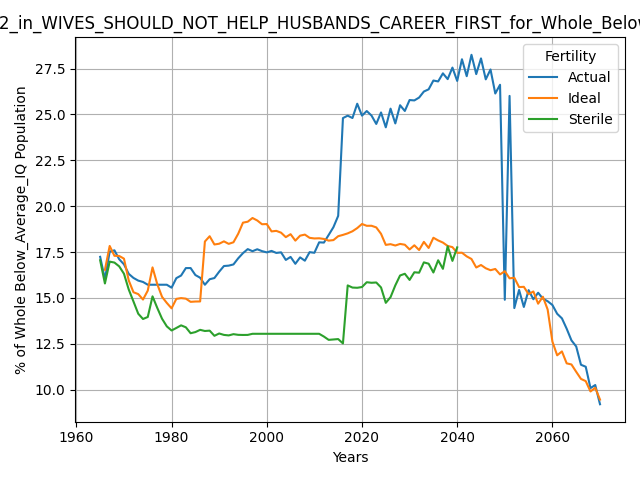 2_in_WIVES_SHOULD_NOT_HELP_HUSBANDS_CAREER_FIRST_for_Whole_Below
% of Whole Below_Average_IQ Population
27.5
25.0
22.5
20.0
17.5
15.0
12.5
10.0
Fertility
Actual
Ideal
Sterile
1960 1980 2000 2020 2040 2060
Years